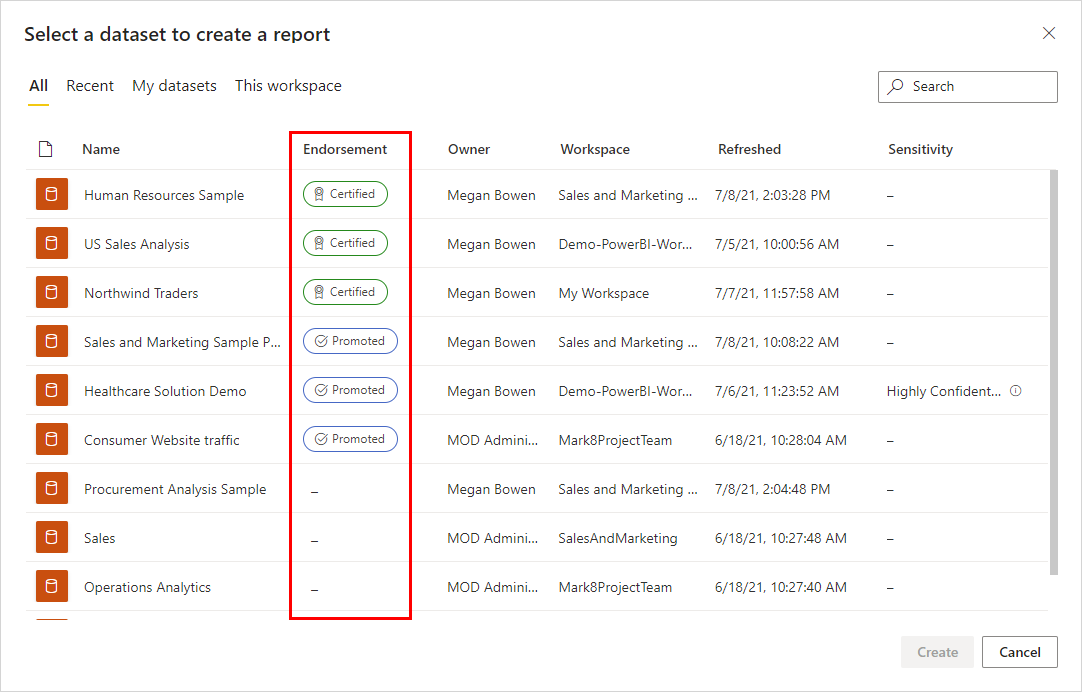 Select a dataset to create a report
All Recent My datasets This workspace
Search
Name Endorsement Owner Workspace Refreshed Sensitivity
Human Resources Sample Certified Megan Bowen Sales and Marketing ... 7/8/21, 2:03:28 PM –
US Sales Analysis Certified Megan Bowen Demo-PowerBI-Wor... 7/5/21, 10:00:56 AM –
Northwind Traders Certified Megan Bowen My Workspace 7/7/21, 11:57:58 AM –
Sales and Marketing Sample P... Promoted Megan Bowen Sales and Marketing ... 7/8/21, 10:08:22 AM –
Healthcare Solution Demo Promoted Megan Bowen Demo-PowerBI-Wor... 7/6/21, 11:23:52 AM Highly Confident...
Consumer Website traffic Promoted MOD Admini... Mark8ProjectTeam 6/18/21, 10:28:04 AM –
Procurement Analysis Sample – Megan Bowen Sales and Marketing ... 7/8/21, 2:04:48 PM –
Sales – MOD Admini... SalesAndMarketing 6/18/21, 10:27:48 AM –
Operations Analytics – MOD Admini... Mark8ProjectTeam 6/18/21, 10:27:40 AM –
Create Cancel